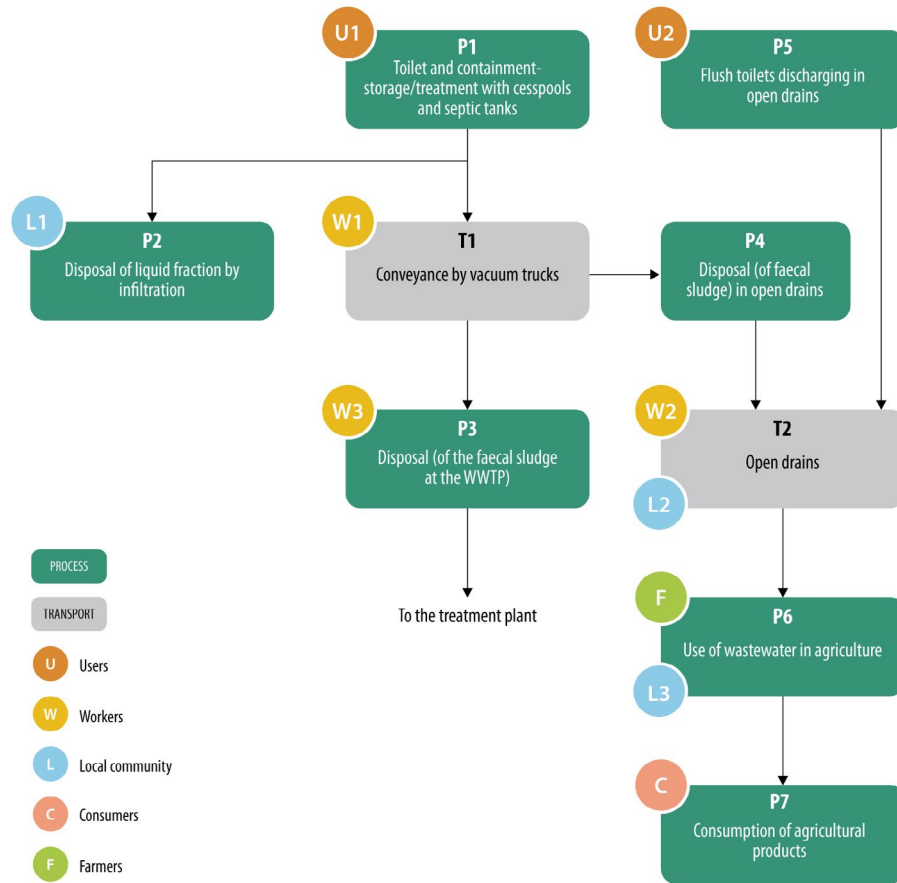 U1
P1
Toilet and containment-
storage/treatment with cesspools
and septic tanks
U2
P5
Flush toilets discharging in
open drains
L1
P2
Disposal of liquid fraction by
infiltration
W1
T1
Conveyance by vacuum trucks
P4
Disposal (of faecal
sludge) in open drains
W3
P3
Disposal (of the faecal sludge
at the WWTP)
W2
T2
Open drains
L2
To the treatment plant
F
P6
Use of wastewater in agriculture
L3
C
P7
Consumption of agricultural
products
PROCESS
TRANSPORT
U Users
W Workers
L Local community
C Consumers
F Farmers